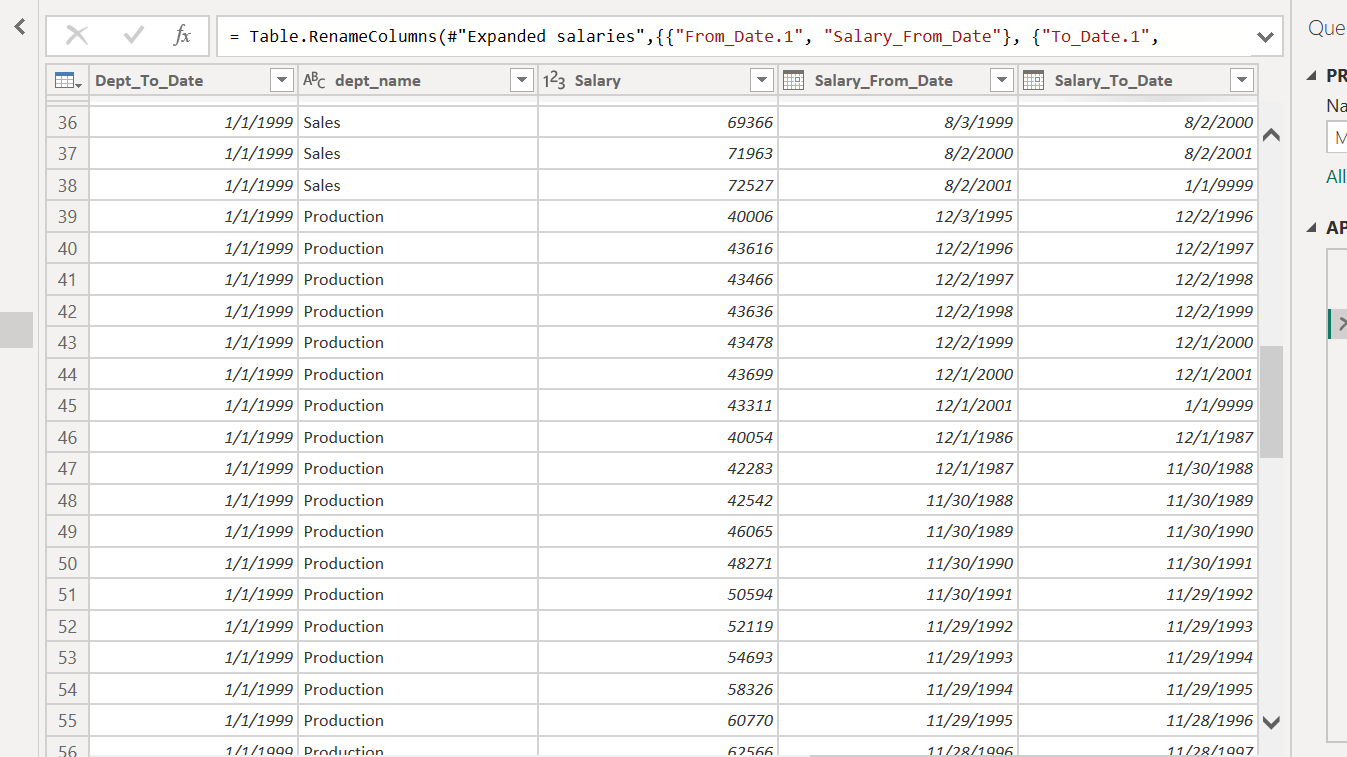 Que
fx
= Table.RenameColumns(#"Expanded salaries",{{"From_Date.1", "Salary_From_Date"}, {"To_Date.1",
Dept_To_Date ABC dept_name 123 Salary Salary_From_Date Salary_To_Date
PR
Na
M
All
AP
36 1/1/1999 Sales 69366 8/3/1999 8/2/2000
37 1/1/1999 Sales 71963 8/2/2000 8/2/2001
38 1/1/1999 Sales 72527 8/2/2001 1/1/9999
39 1/1/1999 Production 40006 12/3/1995 12/2/1996
40 1/1/1999 Production 43616 12/2/1996 12/2/1997
41 1/1/1999 Production 43466 12/2/1997 12/2/1998
42 1/1/1999 Production 43636 12/2/1998 12/2/1999
43 1/1/1999 Production 43478 12/2/1999 12/1/2000
44 1/1/1999 Production 43699 12/1/2000 12/1/2001
45 1/1/1999 Production 43311 12/1/2001 1/1/9999
46 1/1/1999 Production 40054 12/1/1986 12/1/1987
47 1/1/1999 Production 42283 12/1/1987 11/30/1988
48 1/1/1999 Production 42542 11/30/1988 11/30/1989
49 1/1/1999 Production 46065 11/30/1989 11/30/1990
50 1/1/1999 Production 48271 11/30/1990 11/30/1991
51 1/1/1999 Production 50594 11/30/1991 11/29/1992
52 1/1/1999 Production 52119 11/29/1992 11/29/1993
53 1/1/1999 Production 54693 11/29/1993 11/29/1994
54 1/1/1999 Production 58326 11/29/1994 11/29/1995
55 1/1/1999 Production 60770 11/29/1995 11/28/1996
56 1/1/1999 Production 62566 11/28/1996 11/28/1997